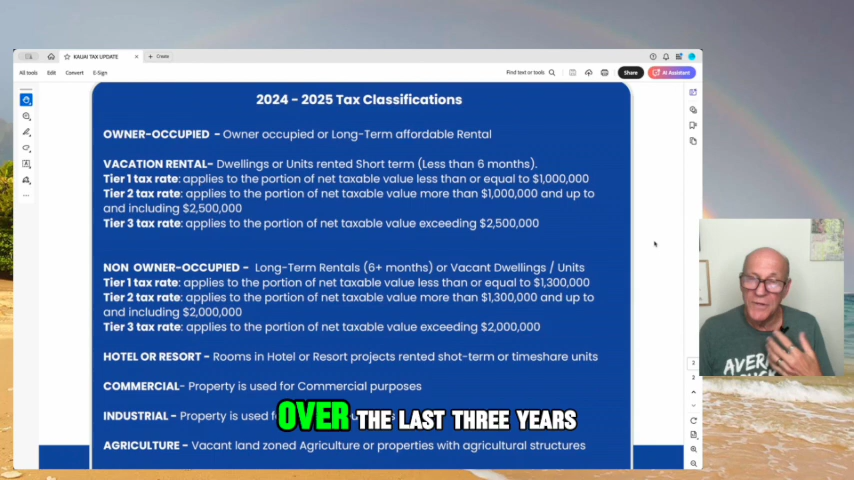 KAUAI TAX UPDATE
Create
All tools Edit Convert E-Sign
Find text or tools
Share
AI Assistant
2024 - 2025 Tax Classifications
OWNER-OCCUPIED - Owner occupied or Long-Term affordable Rental
VACATION RENTAL- Dwellings or Units rented Short term (Less than 6 months).
Tier 1 tax rate: applies to the portion of net taxable value less than or equal to $1,000,000
Tier 2 tax rate: applies to the portion of net taxable value more than $1,000,000 and up to
and including $2,500,000
Tier 3 tax rate: applies to the portion of net taxable value exceeding $2,500,000
NON OWNER-OCCUPIED - Long-Term Rentals (6+ months) or Vacant Dwellings / Units
Tier 1 tax rate: applies to the portion of net taxable value less than or equal to $1,300,000
Tier 2 tax rate: applies to the portion of net taxable value more than $1,300,000 and up to
and including $2,000,000
Tier 3 tax rate: applies to the portion of net taxable value exceeding $2,000,000
HOTEL OR RESORT - Rooms in Hotel or Resort projects rented shot-term or timeshare units
COMMERCIAL- Property is used for Commercial purposes
INDUSTRIAL - Property is used
OVER THE LAST THREE YEARS
AGRICULTURE - Vacant land zoned Agriculture or properties with agricultural structures
2
AVER